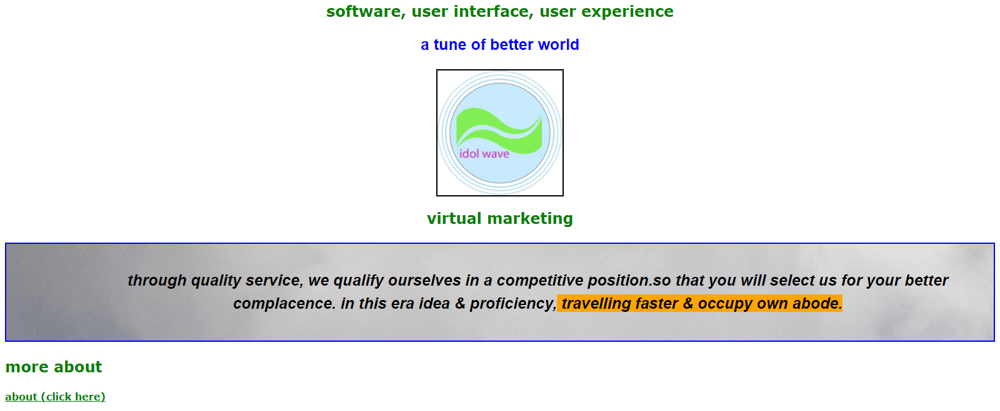 software, user interface, user experience
a tune of better world
idol wave
virtual marketing
through quality service, we qualify ourselves in a competitive position.so that you will select us for your better
complacence. in this era idea & proficiency, travelling faster & occupy own abode.
more about
about (click here)